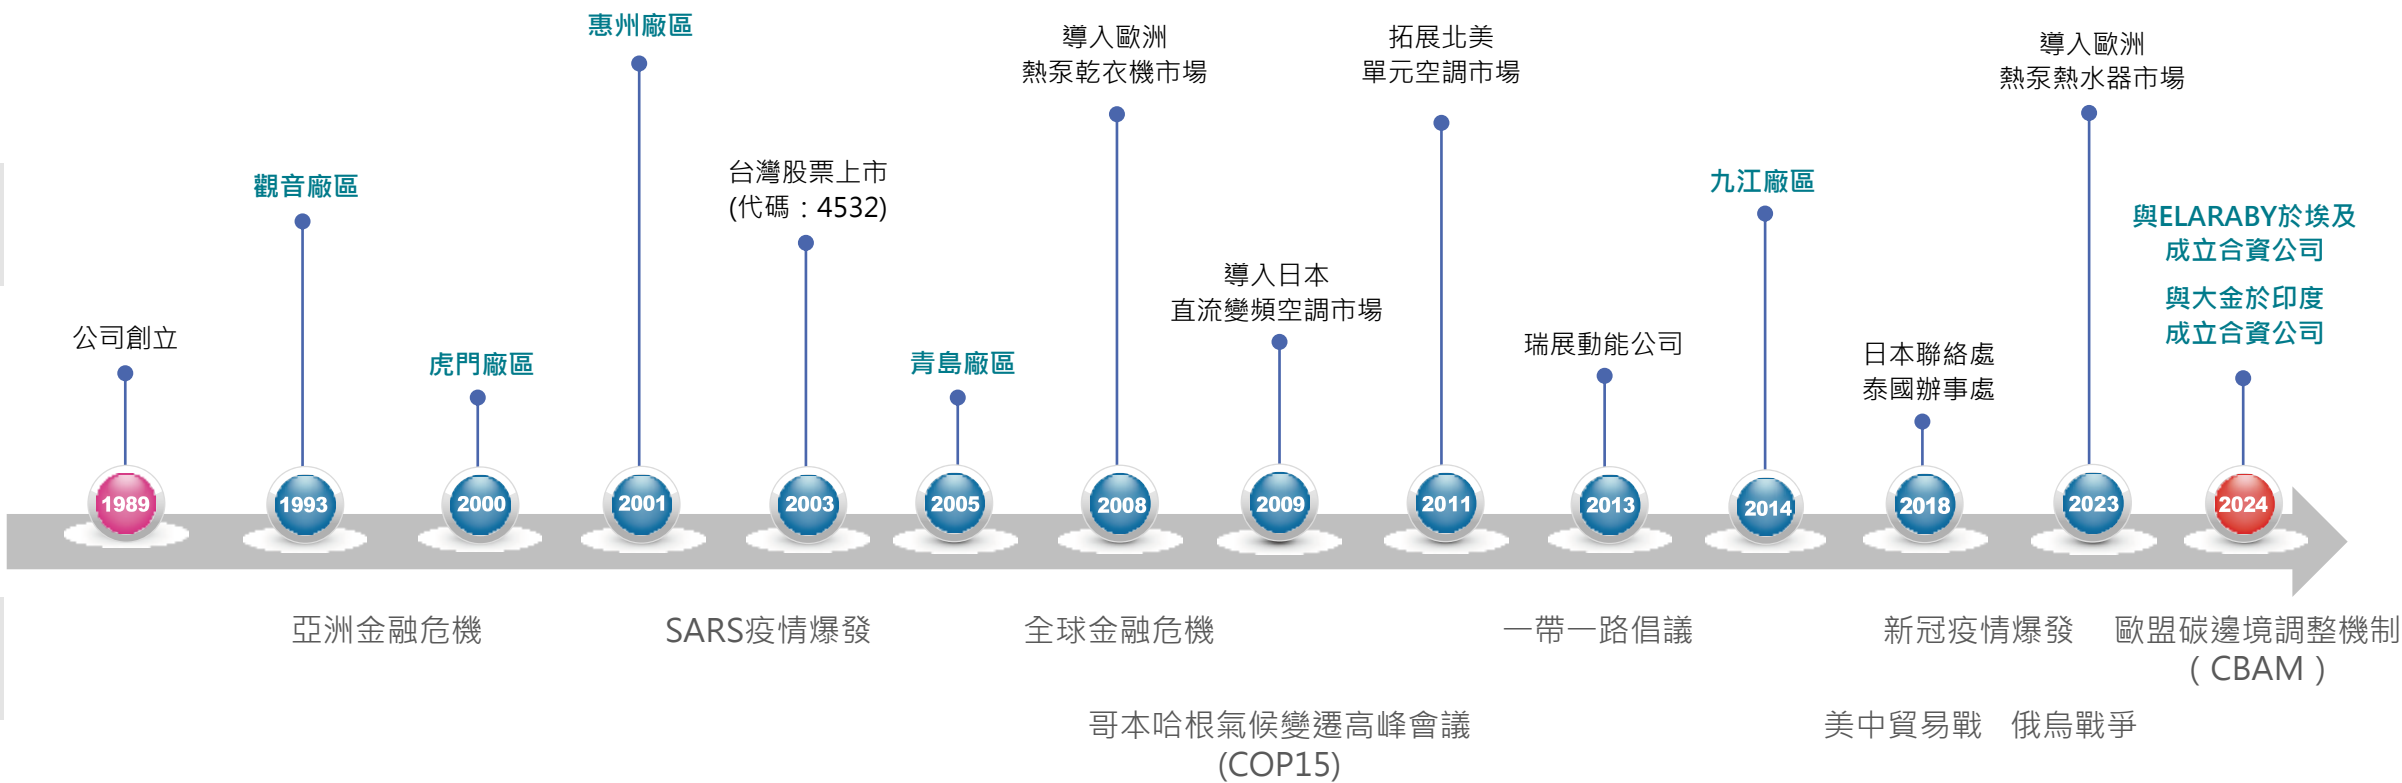 公司創立
1989
觀音廠區
1993
虎門廠區
2000
惠州廠區
2001
台灣股票上市
(代碼：4532)
2003
青島廠區
2005
導入歐洲
熱泵乾衣機市場
2008
導入日本
直流變頻空調市場
2009
拓展北美
單元空調市場
2011
瑞展動能公司
2013
九江廠區
2014
日本聯絡處
泰國辦事處
2018
導入歐洲
熱泵熱水器市場
2023
與ELARABY於埃及
成立合資公司
與大金於印度
成立合資公司
2024
亞洲金融危機
SARS疫情爆發
全球金融危機
一帶一路倡議
新冠疫情爆發
歐盟碳邊境調整機制
（CBAM）
哥本哈根氣候變遷高峰會議
(COP15)
美中貿易戰
俄烏戰爭